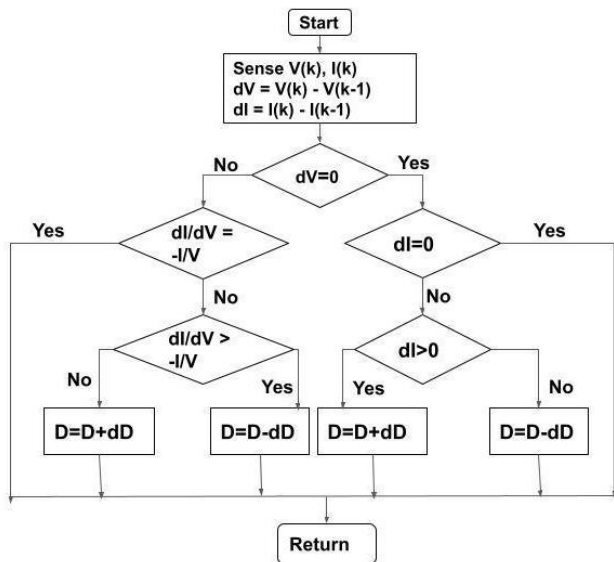 Start
Sense V(k), I(k)
dV = V(k) - V(k-1)
dI = I(k) - I(k-1)
No
Yes
dV=0
Yes
dI/dV =
-I/V
dI=0
Yes
No
No
dI/dV >
-I/V
dI>0
No
Yes
Yes
No
D=D+dD
D=D-dD
D=D+dD
D=D-dD
Return